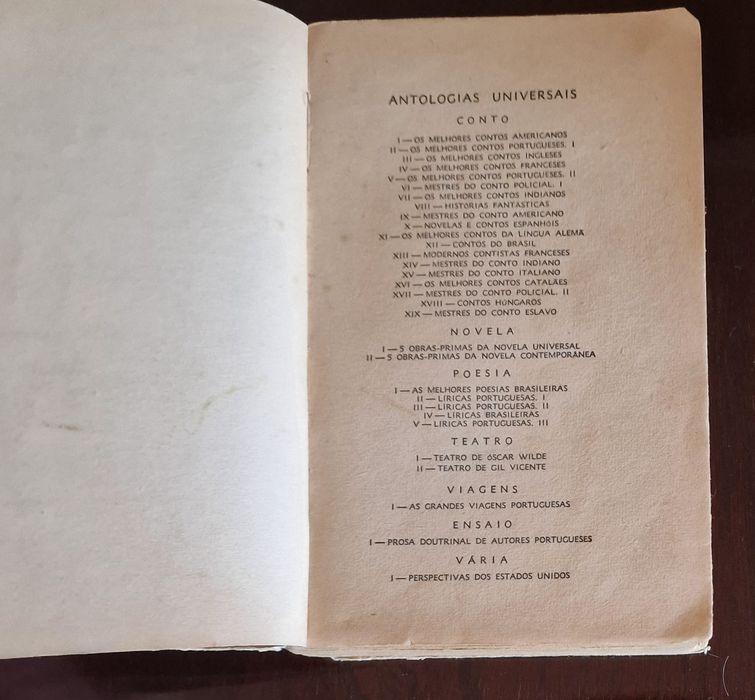 ANTOLOGIAS UNIVERSAIS
CONTO
I — OS MELHORES CONTOS AMERICANOS
II — OS MELHORES CONTOS PORTUGUESES. I
III — OS MELHORES CONTOS INGLESES
IV — OS MELHORES CONTOS FRANCESES
V — OS MELHORES CONTOS PORTUGUESES. II
VI — MESTRES DO CONTO POLICIAL. I
VII — OS MELHORES CONTOS INDIANOS
VIII — HISTÓRIAS FANTÁSTICAS
IX — MESTRES DO CONTO AMERICANO
X — NOVELAS E CONTOS ESPANHÓIS
XI — OS MELHORES CONTOS DA LÍNGUA ALEMÃ
XII — CONTOS DO BRASIL
XIII — MODERNOS CONTISTAS FRANCESES
XIV — MESTRES DO CONTO INDIANO
XV — MESTRES DO CONTO ITALIANO
XVI — OS MELHORES CONTOS CATALÃES
XVII — MESTRES DO CONTO POLICIAL. II
XVIII — CONTOS HÚNGAROS
XIX — MESTRES DO CONTO ESLAVO
NOVELA
I — 5 OBRAS-PRIMAS DA NOVELA UNIVERSAL
II — 5 OBRAS-PRIMAS DA NOVELA CONTEMPORÂNEA
POESIA
I — AS MELHORES POESIAS BRASILEIRAS
II — LÍRICAS PORTUGUESAS. I
III — LÍRICAS PORTUGUESAS. II
IV — LÍRICAS BRASILEIRAS
V — LÍRICAS PORTUGUESAS. III
TEATRO
I — TEATRO DE ÓSCAR WILDE
II — TEATRO DE GIL VICENTE
VIAGENS
I — AS GRANDES VIAGENS PORTUGUESAS
ENSAIO
I — PROSA DOUTRINAL DE AUTORES PORTUGUESES
VÁRIA
I — PERSPECTIVAS DOS ESTADOS UNIDOS